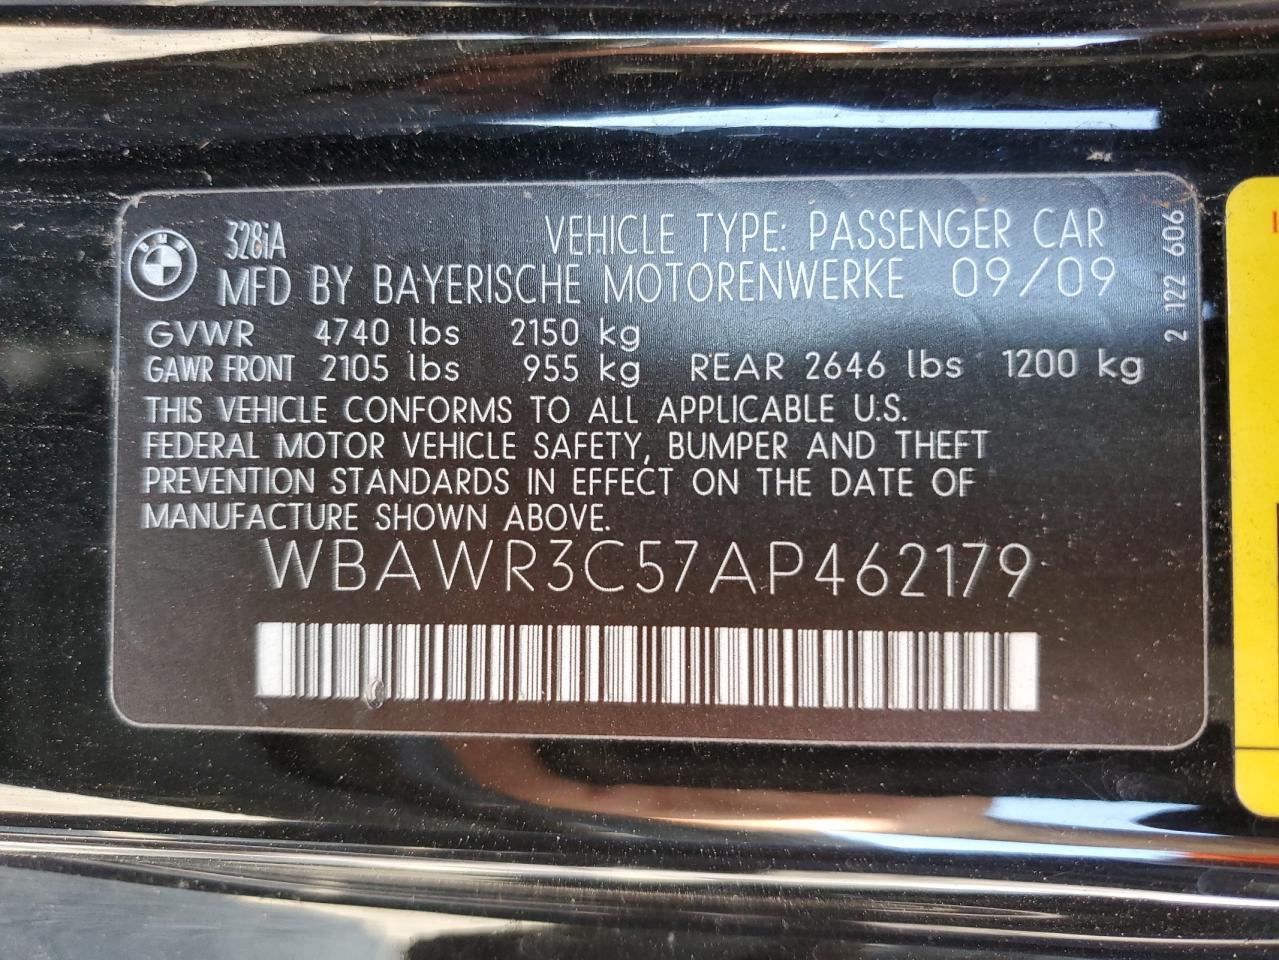 BMW
328iA VEHICLE TYPE: PASSENGER CAR
MFD BY BAYERISCHE MOTORENWERKE 09/09
GVWR 4740 lbs 2150 kg
GAWR FRONT 2105 lbs 955 kg REAR 2646 lbs 1200 kg
THIS VEHICLE CONFORMS TO ALL APPLICABLE U.S.
FEDERAL MOTOR VEHICLE SAFETY, BUMPER AND THEFT
PREVENTION STANDARDS IN EFFECT ON THE DATE OF
MANUFACTURE SHOWN ABOVE.
WBAWR3C57AP462179
2 122 606